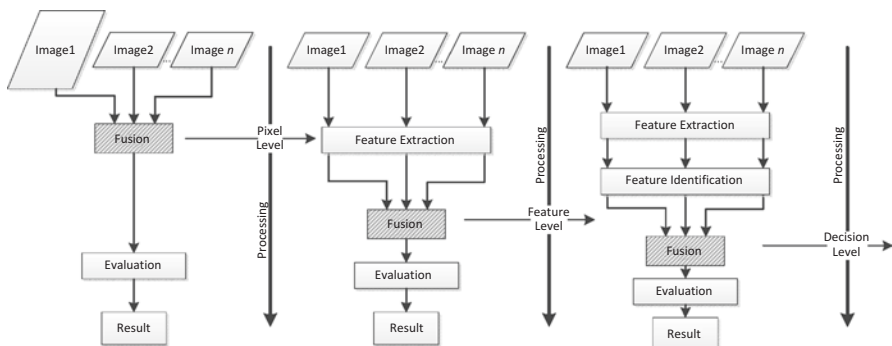 Image1
Image2
...
Image n
Fusion
Pixel
Level
Processing
Evaluation
Result
Image1
Image2
...
Image n
Processing
Feature Extraction
Fusion
Feature
Level
Evaluation
Result
Image1
Image2
...
Image n
Processing
Feature Extraction
Feature Identification
Fusion
Decision
Level
Evaluation
Result